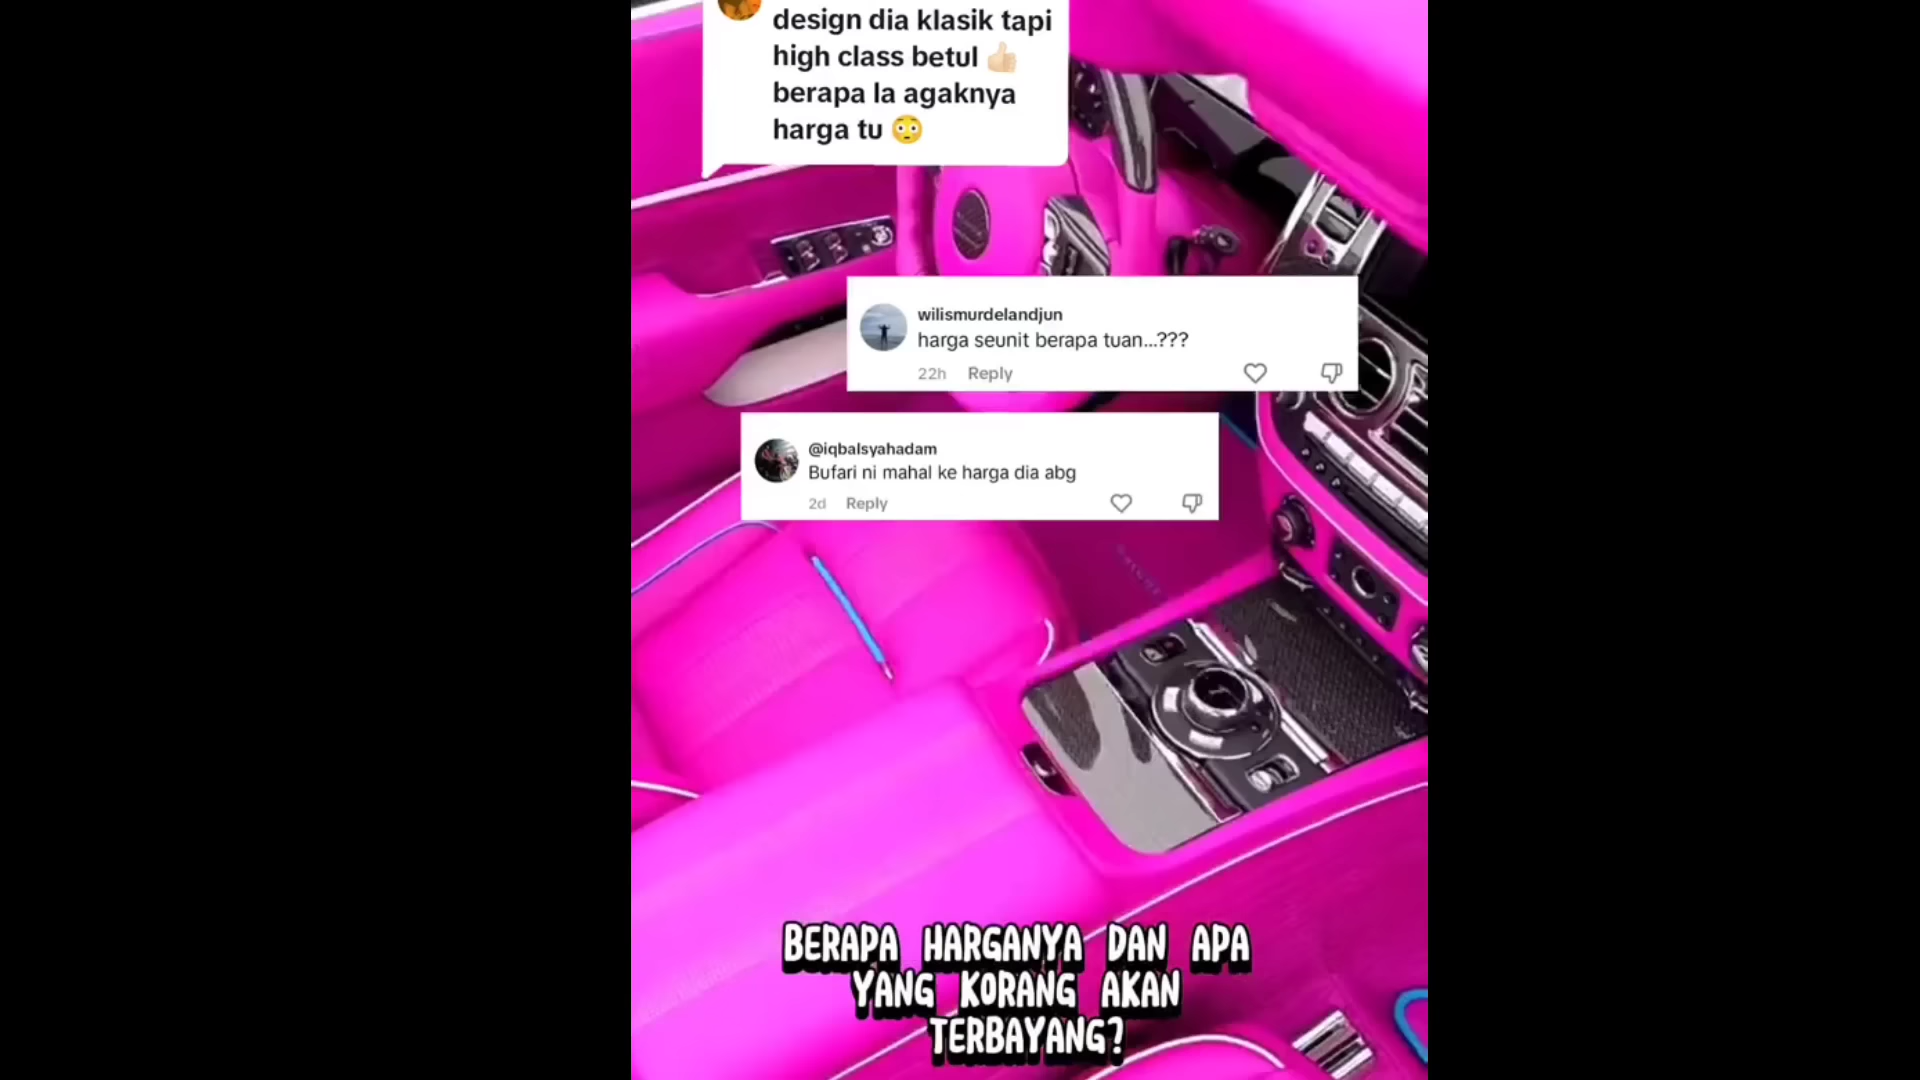 design dia klasik tapi
high class betul 👍🏻
berapa la agaknya
harga tu 😳
wilismurdelandjun
harga seunit berapa tuan...???
22h Reply
@iqbalsyahadam
Bufari ni mahal ke harga dia abg
2d Reply
BERAPA HARGANYA DAN APA
YANG KORANG AKAN
TERBAYANG?